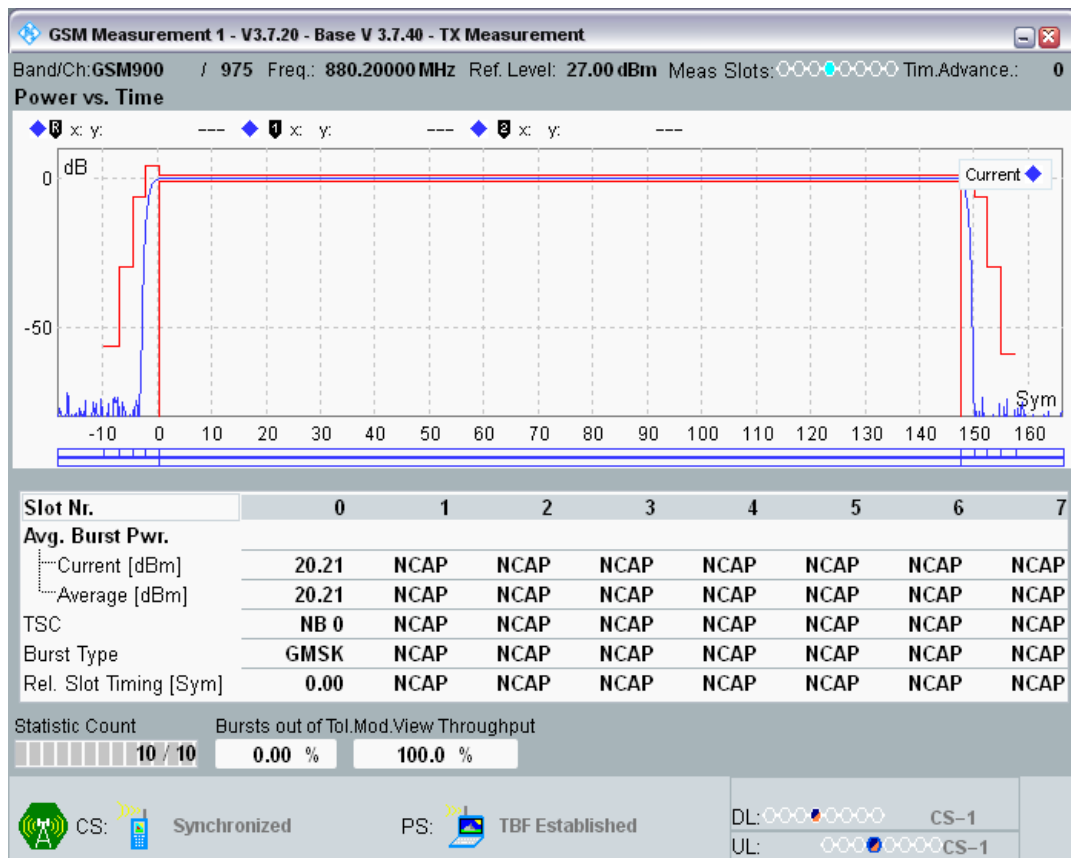 GSM Measurement 1 - V3.7.20 - Base V 3.7.40 - TX Measurement
Band/Ch:GSM900 / 975 Freq.: 880.20000 MHz Ref. Level: 27.00 dBm Meas Slots: Tim.Advance.: 0
Power vs. Time
R x: y: --- 1 x: y: --- 2 x: y: ---
dB
0
Current
-50
Sym
-10 0 10 20 30 40 50 60 70 80 90 100 110 120 130 140 150 160
Slot Nr. 0 1 2 3 4 5 6 7
Avg. Burst Pwr.
Current [dBm] 20.21 NCAP NCAP NCAP NCAP NCAP NCAP NCAP
Average [dBm] 20.21 NCAP NCAP NCAP NCAP NCAP NCAP NCAP
TSC NB 0 NCAP NCAP NCAP NCAP NCAP NCAP NCAP
Burst Type GMSK NCAP NCAP NCAP NCAP NCAP NCAP NCAP
Rel. Slot Timing [Sym] 0.00 NCAP NCAP NCAP NCAP NCAP NCAP NCAP
Statistic Count Bursts out of Tol.Mod.View Throughput
10 / 10 0.00 % 100.0 %
CS: Synchronized PS: TBF Established
DL: CS-1
UL: CS-1